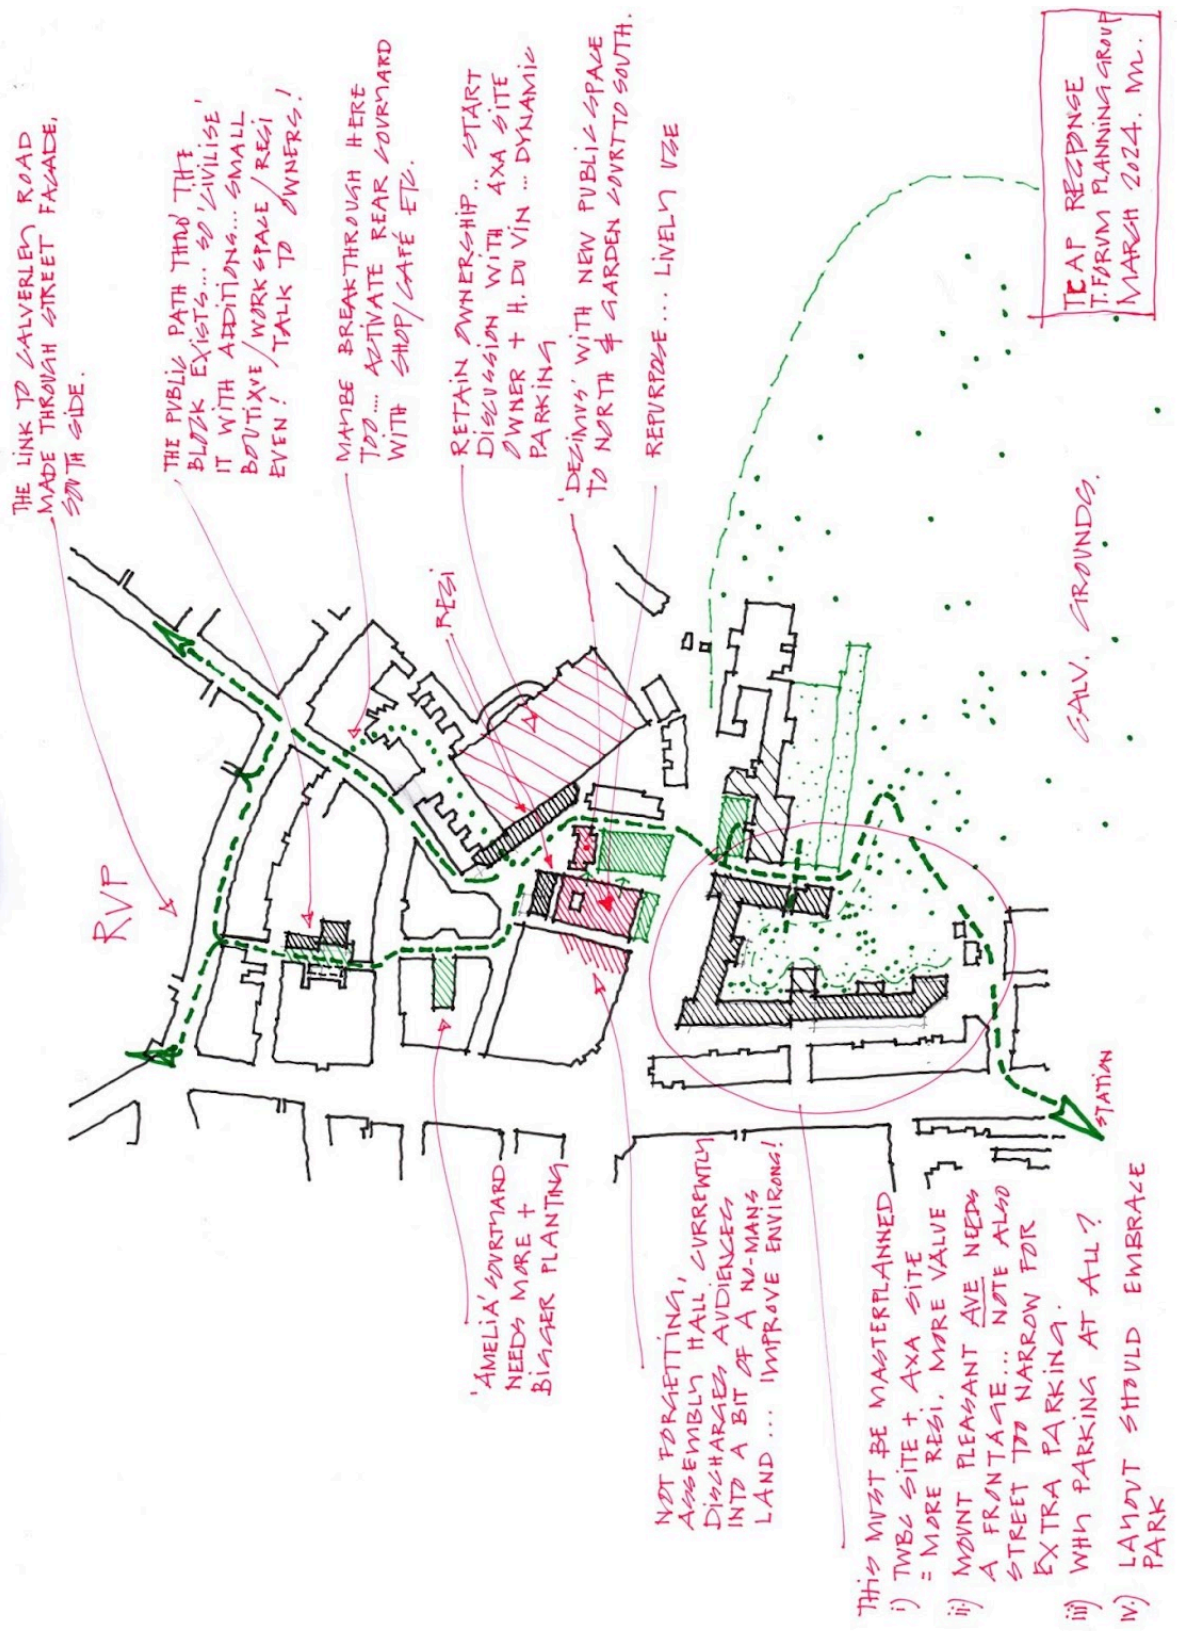 THE LINK TO CALVERLEY ROAD
MADE THROUGH STREET FACADE,
SOUTH SIDE.
THE PUBLIC PATH THRO' THE
BLOCK EXISTS... SO 'CIVILISE'
IT WITH ADDITIONS... SMALL
BOUTIQUE / WORKSPACE / RESI
EVEN! / TALK TO OWNERS!
MAYBE BREAKTHROUGH HERE
TOO.... ACTIVATE REAR COURYARD
WITH SHOP/CAFÉ ETC.
RETAIN OWNERSHIP... START
DISCUSSION WITH AXA SITE
OWNER + H. DU VIN ... DYNAMIC
PARKING
'DECIMUS' WITH NEW PUBLIC SPACE
TO NORTH & GARDEN COURT TO SOUTH.
REPURPOSE... LIVELY USE
TCAP RESPONSE
T. FORUM PLANNING GROUP
MARCH 2024. M.
RESI
RVP
CALV. GROUNDS.
STATION
'AMELIA' COURTYARD
NEEDS MORE +
BIGGER PLANTING
NOT FORGETTING,
ASSEMBLY HALL CURRENTLY
DISCHARGES AUDIENCES
INTO A BIT OF A NO-MANS
LAND... IMPROVE ENVIRONS!
THIS MUST BE MASTERPLANNED
i) TWBC SITE + AXA SITE
= MORE RESI. MORE VALUE
ii) MOUNT PLEASANT AVE NEEDS
A FRONTAGE... NOTE ALSO
STREET TOO NARROW FOR
EXTRA PARKING.
iii) WHY PARKING AT ALL?
iv.) LAYOUT SHOULD EMBRACE
PARK